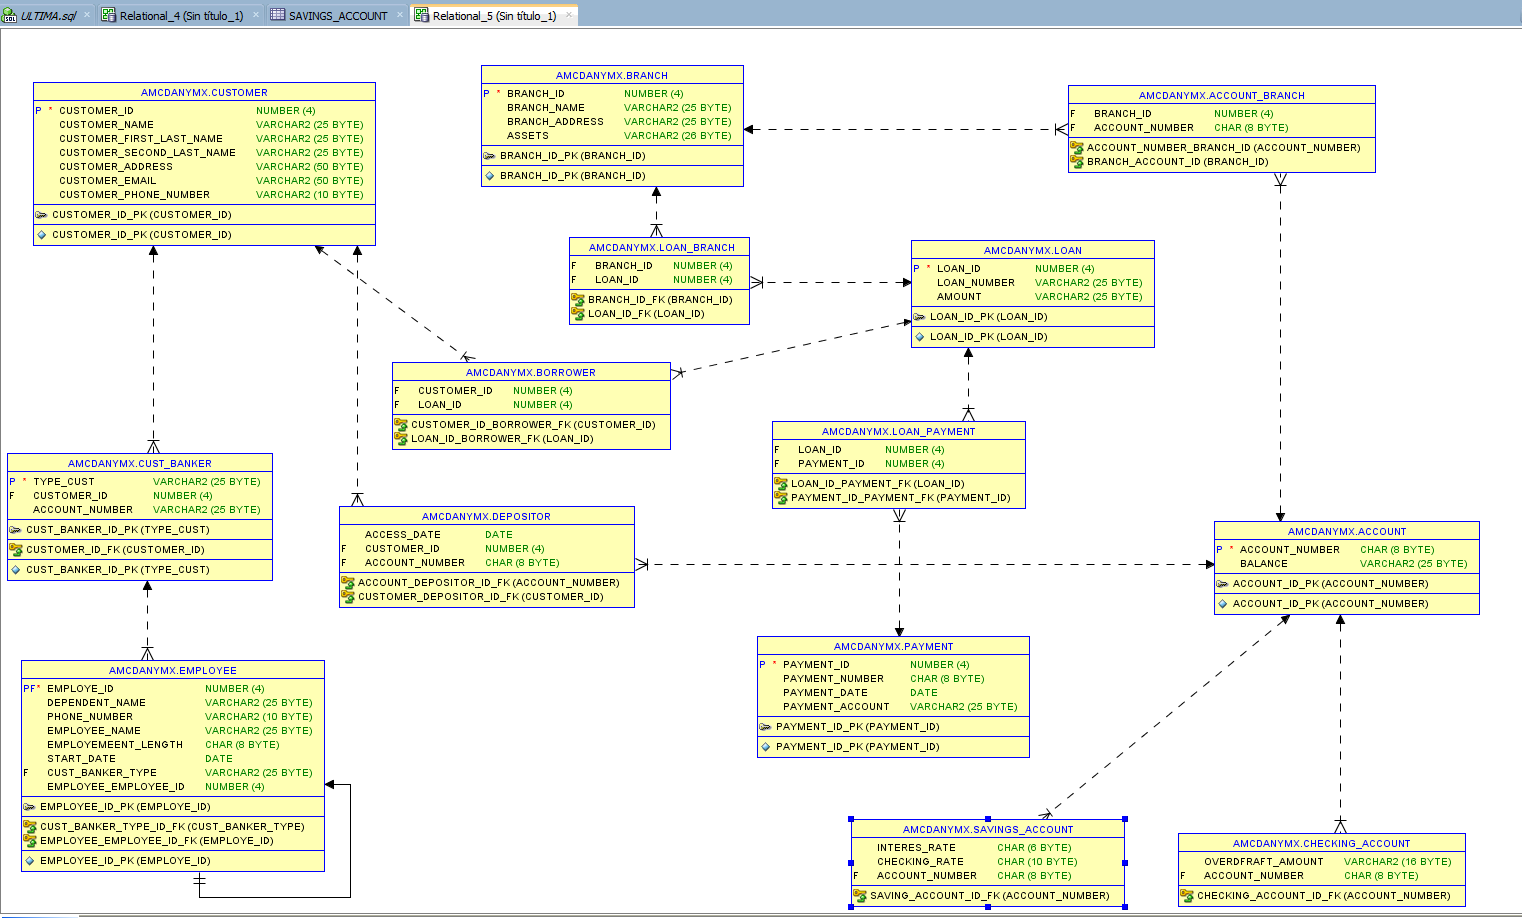 ULTIMA.sql
Relational_4 (Sin título_1)
SAVINGS_ACCOUNT
Relational_5 (Sin título_1)
AMCDANYMX.CUSTOMER
P * CUSTOMER_ID NUMBER (4)
CUSTOMER_NAME VARCHAR2 (25 BYTE)
CUSTOMER_FIRST_LAST_NAME VARCHAR2 (25 BYTE)
CUSTOMER_SECOND_LAST_NAME VARCHAR2 (25 BYTE)
CUSTOMER_ADDRESS VARCHAR2 (50 BYTE)
CUSTOMER_EMAIL VARCHAR2 (50 BYTE)
CUSTOMER_PHONE_NUMBER VARCHAR2 (10 BYTE)
CUSTOMER_ID_PK (CUSTOMER_ID)
CUSTOMER_ID_PK (CUSTOMER_ID)
AMCDANYMX.BRANCH
P * BRANCH_ID NUMBER (4)
BRANCH_NAME VARCHAR2 (25 BYTE)
BRANCH_ADDRESS VARCHAR2 (25 BYTE)
ASSETS VARCHAR2 (26 BYTE)
BRANCH_ID_PK (BRANCH_ID)
BRANCH_ID_PK (BRANCH_ID)
AMCDANYMX.ACCOUNT_BRANCH
F BRANCH_ID NUMBER (4)
F ACCOUNT_NUMBER CHAR (8 BYTE)
ACCOUNT_NUMBER_BRANCH_ID (ACCOUNT_NUMBER)
BRANCH_ACCOUNT_ID (BRANCH_ID)
AMCDANYMX.LOAN_BRANCH
F BRANCH_ID NUMBER (4)
F LOAN_ID NUMBER (4)
BRANCH_ID_FK (BRANCH_ID)
LOAN_ID_FK (LOAN_ID)
AMCDANYMX.LOAN
P * LOAN_ID NUMBER (4)
LOAN_NUMBER VARCHAR2 (25 BYTE)
AMOUNT VARCHAR2 (25 BYTE)
LOAN_ID_PK (LOAN_ID)
LOAN_ID_PK (LOAN_ID)
AMCDANYMX.BORROWER
F CUSTOMER_ID NUMBER (4)
F LOAN_ID NUMBER (4)
CUSTOMER_ID_BORROWER_FK (CUSTOMER_ID)
LOAN_ID_BORROWER_FK (LOAN_ID)
AMCDANYMX.LOAN_PAYMENT
F LOAN_ID NUMBER (4)
F PAYMENT_ID NUMBER (4)
LOAN_ID_PAYMENT_FK (LOAN_ID)
PAYMENT_ID_PAYMENT_FK (PAYMENT_ID)
AMCDANYMX.CUST_BANKER
P * TYPE_CUST VARCHAR2 (25 BYTE)
F CUSTOMER_ID NUMBER (4)
ACCOUNT_NUMBER VARCHAR2 (25 BYTE)
CUST_BANKER_ID_PK (TYPE_CUST)
CUSTOMER_ID_FK (CUSTOMER_ID)
CUST_BANKER_ID_PK (TYPE_CUST)
AMCDANYMX.DEPOSITOR
ACCESS_DATE DATE
F CUSTOMER_ID NUMBER (4)
F ACCOUNT_NUMBER CHAR (8 BYTE)
ACCOUNT_DEPOSITOR_ID_FK (ACCOUNT_NUMBER)
CUSTOMER_DEPOSITOR_ID_FK (CUSTOMER_ID)
AMCDANYMX.ACCOUNT
P * ACCOUNT_NUMBER CHAR (8 BYTE)
BALANCE VARCHAR2 (25 BYTE)
ACCOUNT_ID_PK (ACCOUNT_NUMBER)
ACCOUNT_ID_PK (ACCOUNT_NUMBER)
AMCDANYMX.PAYMENT
P * PAYMENT_ID NUMBER (4)
PAYMENT_NUMBER CHAR (8 BYTE)
PAYMENT_DATE DATE
PAYMENT_ACCOUNT VARCHAR2 (25 BYTE)
PAYMENT_ID_PK (PAYMENT_ID)
PAYMENT_ID_PK (PAYMENT_ID)
AMCDANYMX.EMPLOYEE
PF* EMPLOYE_ID NUMBER (4)
DEPENDENT_NAME VARCHAR2 (25 BYTE)
PHONE_NUMBER VARCHAR2 (10 BYTE)
EMPLOYEE_NAME VARCHAR2 (25 BYTE)
EMPLOYEMEENT_LENGTH CHAR (8 BYTE)
START_DATE DATE
F CUST_BANKER_TYPE VARCHAR2 (25 BYTE)
EMPLOYEE_EMPLOYEE_ID NUMBER (4)
EMPLOYEE_ID_PK (EMPLOYE_ID)
CUST_BANKER_TYPE_ID_FK (CUST_BANKER_TYPE)
EMPLOYEE_EMPLOYEE_ID_FK (EMPLOYE_ID)
EMPLOYEE_ID_PK (EMPLOYE_ID)
AMCDANYMX.SAVINGS_ACCOUNT
INTERES_RATE CHAR (6 BYTE)
CHECKING_RATE CHAR (10 BYTE)
F ACCOUNT_NUMBER CHAR (8 BYTE)
SAVING_ACCOUNT_ID_FK (ACCOUNT_NUMBER)
AMCDANYMX.CHECKING_ACCOUNT
OVERDFRAFT_AMOUNT VARCHAR2 (16 BYTE)
F ACCOUNT_NUMBER CHAR (8 BYTE)
CHECKING_ACCOUNT_ID_FK (ACCOUNT_NUMBER)